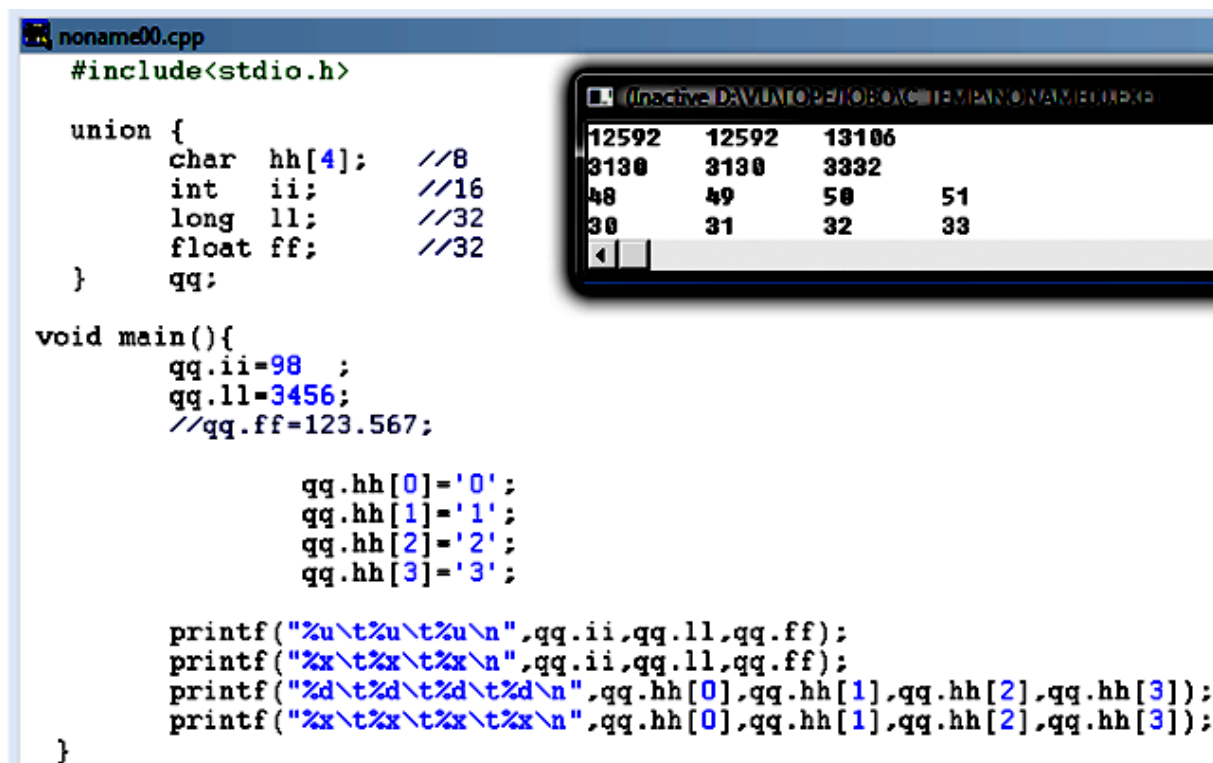 noname00.cpp
#include<stdio.h>
union {
char hh[4]; //8
int ii; //16
long ll; //32
float ff; //32
} qq;
void main(){
qq.ii=98 ;
qq.ll=3456;
//qq.ff=123.567;
qq.hh[0]='0';
qq.hh[1]='1';
qq.hh[2]='2';
qq.hh[3]='3';
printf("%u\t%u\t%u\n",qq.ii,qq.ll,qq.ff);
printf("%x\t%x\t%x\n",qq.ii,qq.ll,qq.ff);
printf("%d\t%d\t%d\t%d\n",qq.hh[0],qq.hh[1],qq.hh[2],qq.hh[3]);
printf("%x\t%x\t%x\t%x\n",qq.hh[0],qq.hh[1],qq.hh[2],qq.hh[3]);
}
(Inactive
12592 12592 13106
3130 3130 3332
48 49 50 51
30 31 32 33